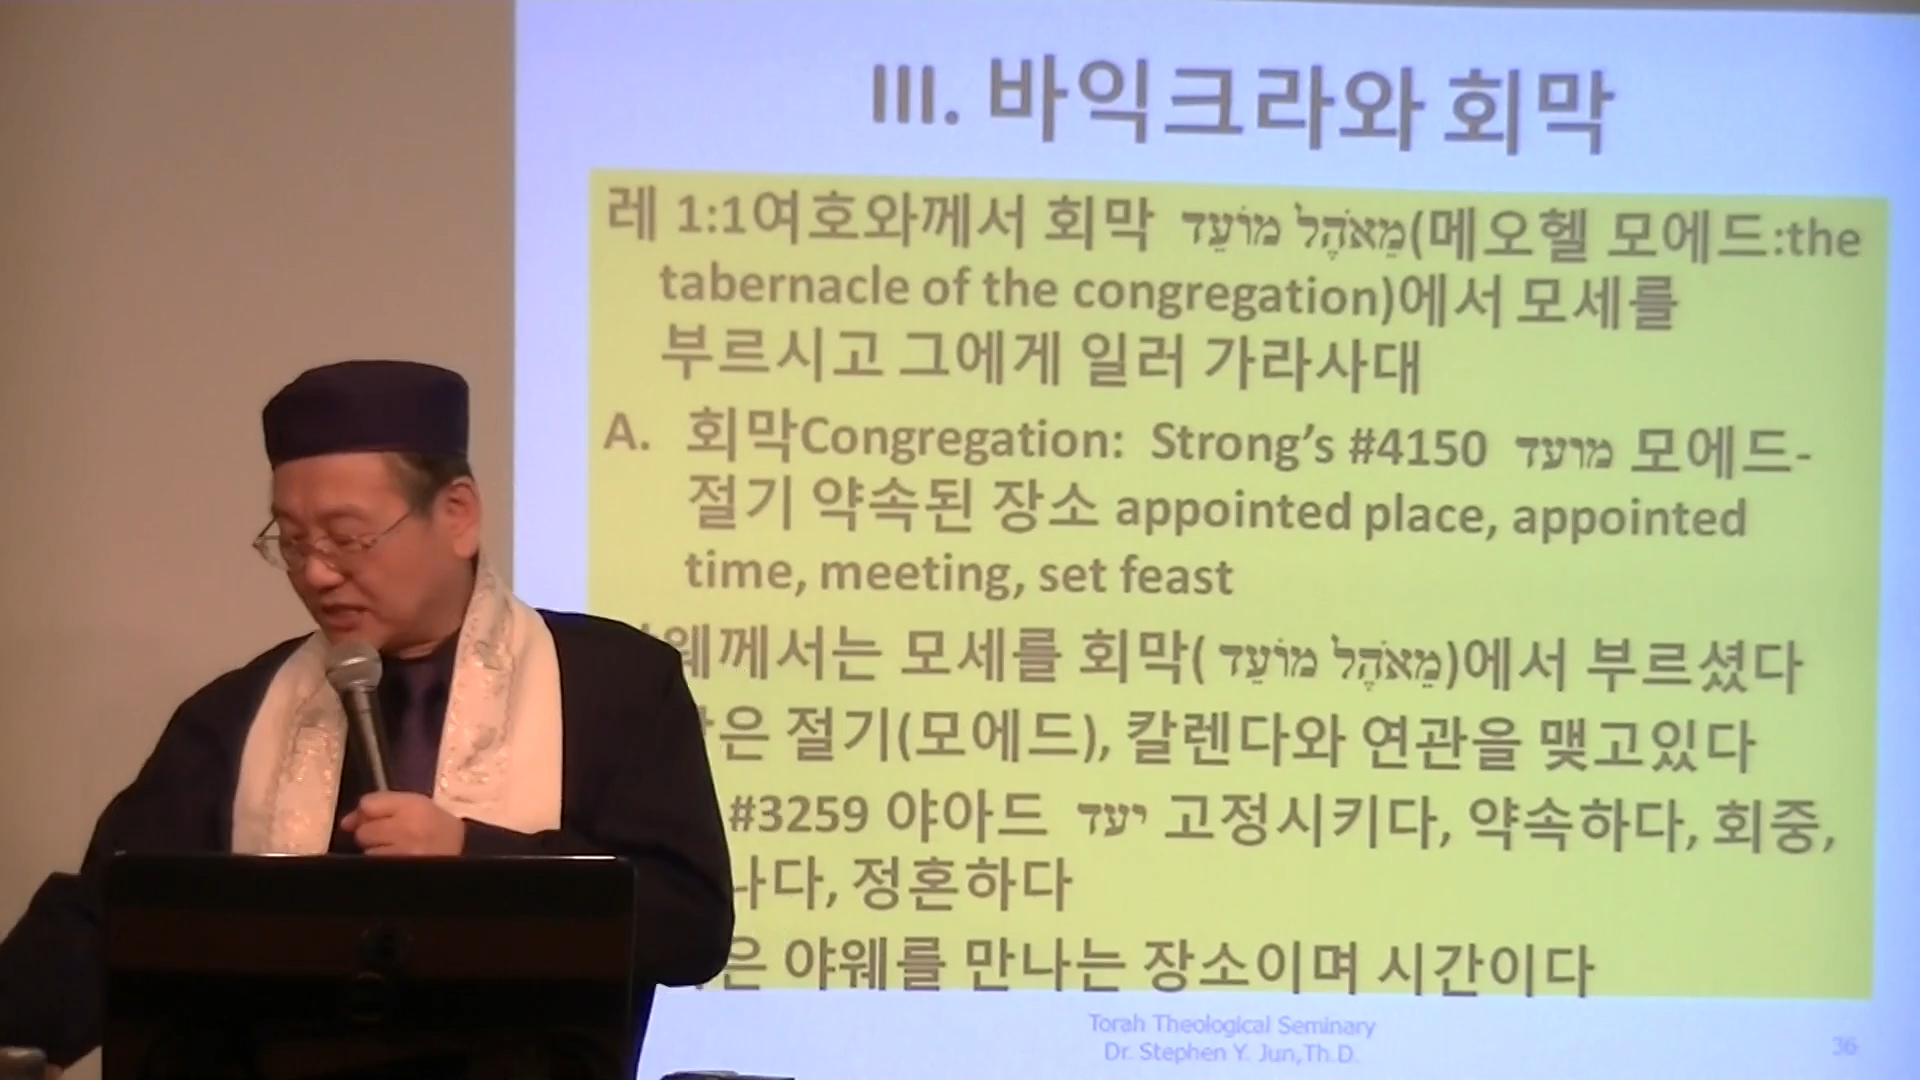 III. 바익크라와 회막
레 1:1여호와께서 회막 מֵאֹהֶל מוֹעֵד(메오헬 모에드:the
tabernacle of the congregation)에서 모세를
부르시고 그에게 일러 가라사대
A. 회막Congregation: Strong's #4150 מועד 모에드-
절기 약속된 장소 appointed place, appointed
time, meeting, set feast
께서는 모세를 회막( מֵאֹהֶל מוֹעֵד)에서 부르셨다
은 절기(모에드), 칼렌다와 연관을 맺고있다
#3259 야아드 יעד 고정시키다, 약속하다, 회중,
나다, 정혼하다
은 야웨를 만나는 장소이며 시간이다
Torah Theological Seminary
Dr. Stephen Y. Jun,Th.D.
36